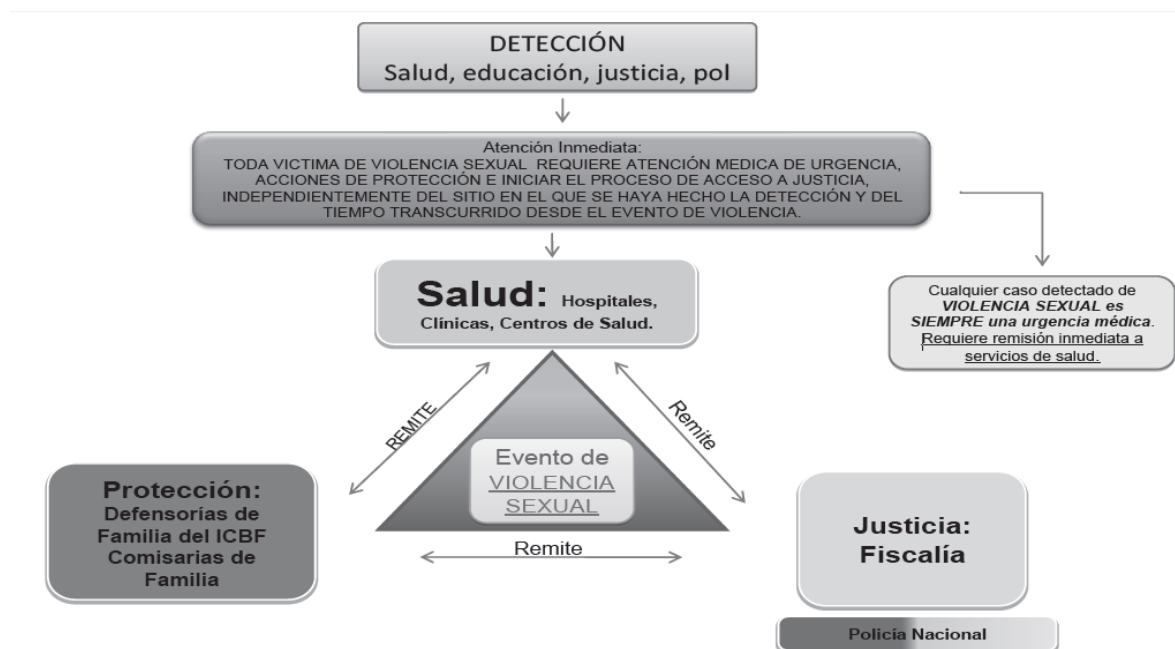 DETECCIÓN
Salud, educación, justicia, pol
Atención Inmediata:
TODA VICTIMA DE VIOLENCIA SEXUAL REQUIERE ATENCIÓN MEDICA DE URGENCIA,
ACCIONES DE PROTECCIÓN E INICIAR EL PROCESO DE ACCESO A JUSTICIA,
INDEPENDIENTEMENTE DEL SITIO EN EL QUE SE HAYA HECHO LA DETECCIÓN Y DEL
TIEMPO TRANSCURRIDO DESDE EL EVENTO DE VIOLENCIA.
Salud: Hospitales,
Clínicas, Centros de Salud.
Cualquier caso detectado de
VIOLENCIA SEXUAL es
SIEMPRE una urgencia médica.
Requiere remisión inmediata a
servicios de salud.
REMITE
Remite
Evento de
VIOLENCIA
SEXUAL
Remite
Protección:
Defensorías de
Familia del ICBF
Comisarias de
Familia
Justicia:
Fiscalía
Policía Nacional